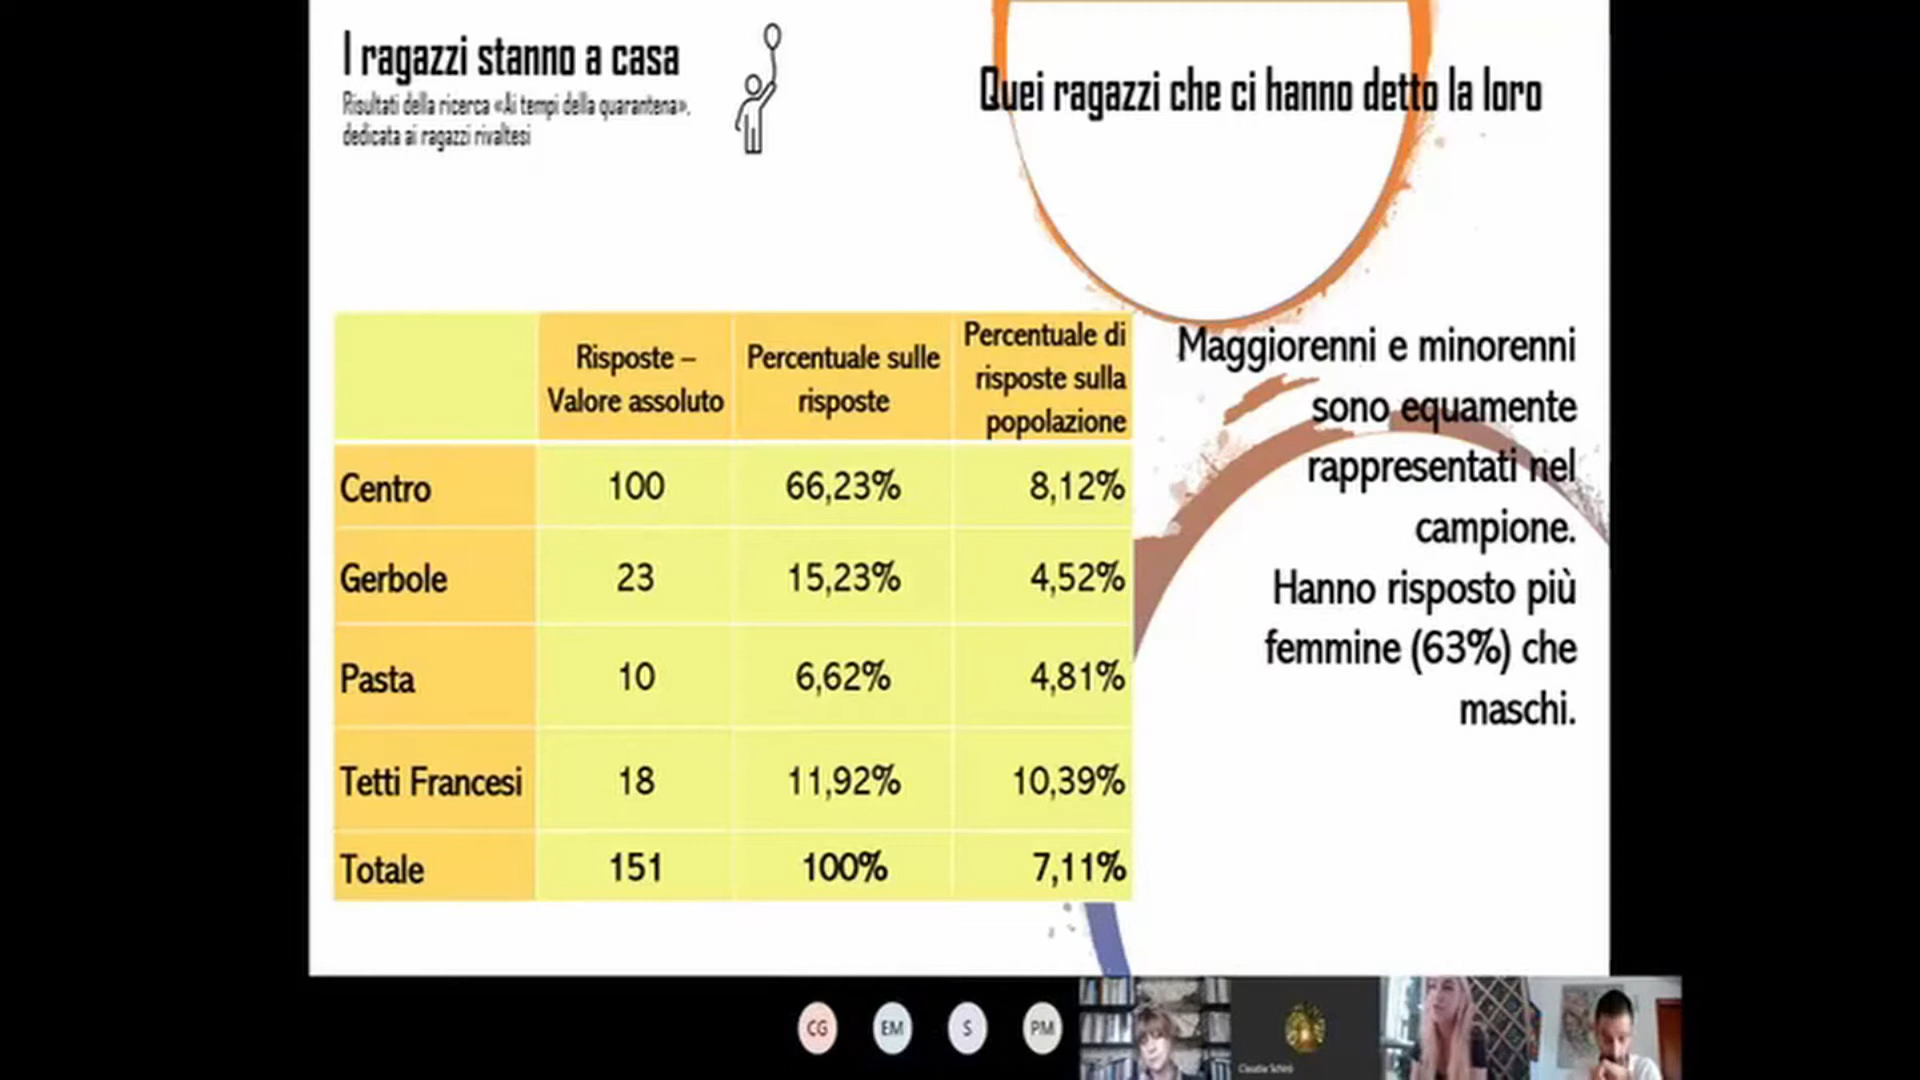 I ragazzi stanno a casa
Risultati della ricerca «Ai tempi della quarantena»,
dedicata ai ragazzi rivaltesi
Quei ragazzi che ci hanno detto la loro
Risposte –
Valore assoluto
Percentuale sulle
risposte
Percentuale di
risposte sulla
popolazione
Centro 100 66,23% 8,12%
Gerbole 23 15,23% 4,52%
Pasta 10 6,62% 4,81%
Tetti Francesi 18 11,92% 10,39%
Totale 151 100% 7,11%
Maggiorenni e minorenni
sono equamente
rappresentati nel
campione.
Hanno risposto più
femmine (63%) che
maschi.
CG EM S PM